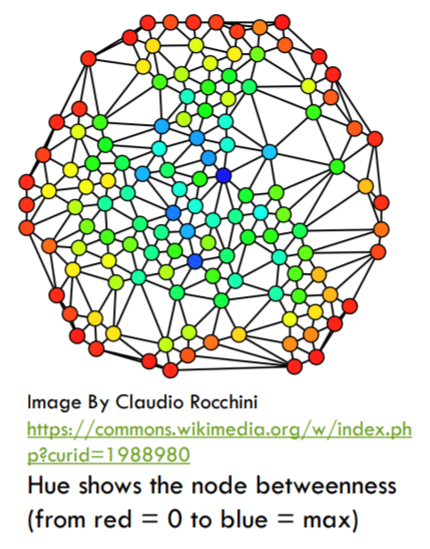 Image By Claudio Rocchini
https://commons.wikimedia.org/w/index.ph
p?curid=1988980
Hue shows the node betweenness
(from red = 0 to blue = max)